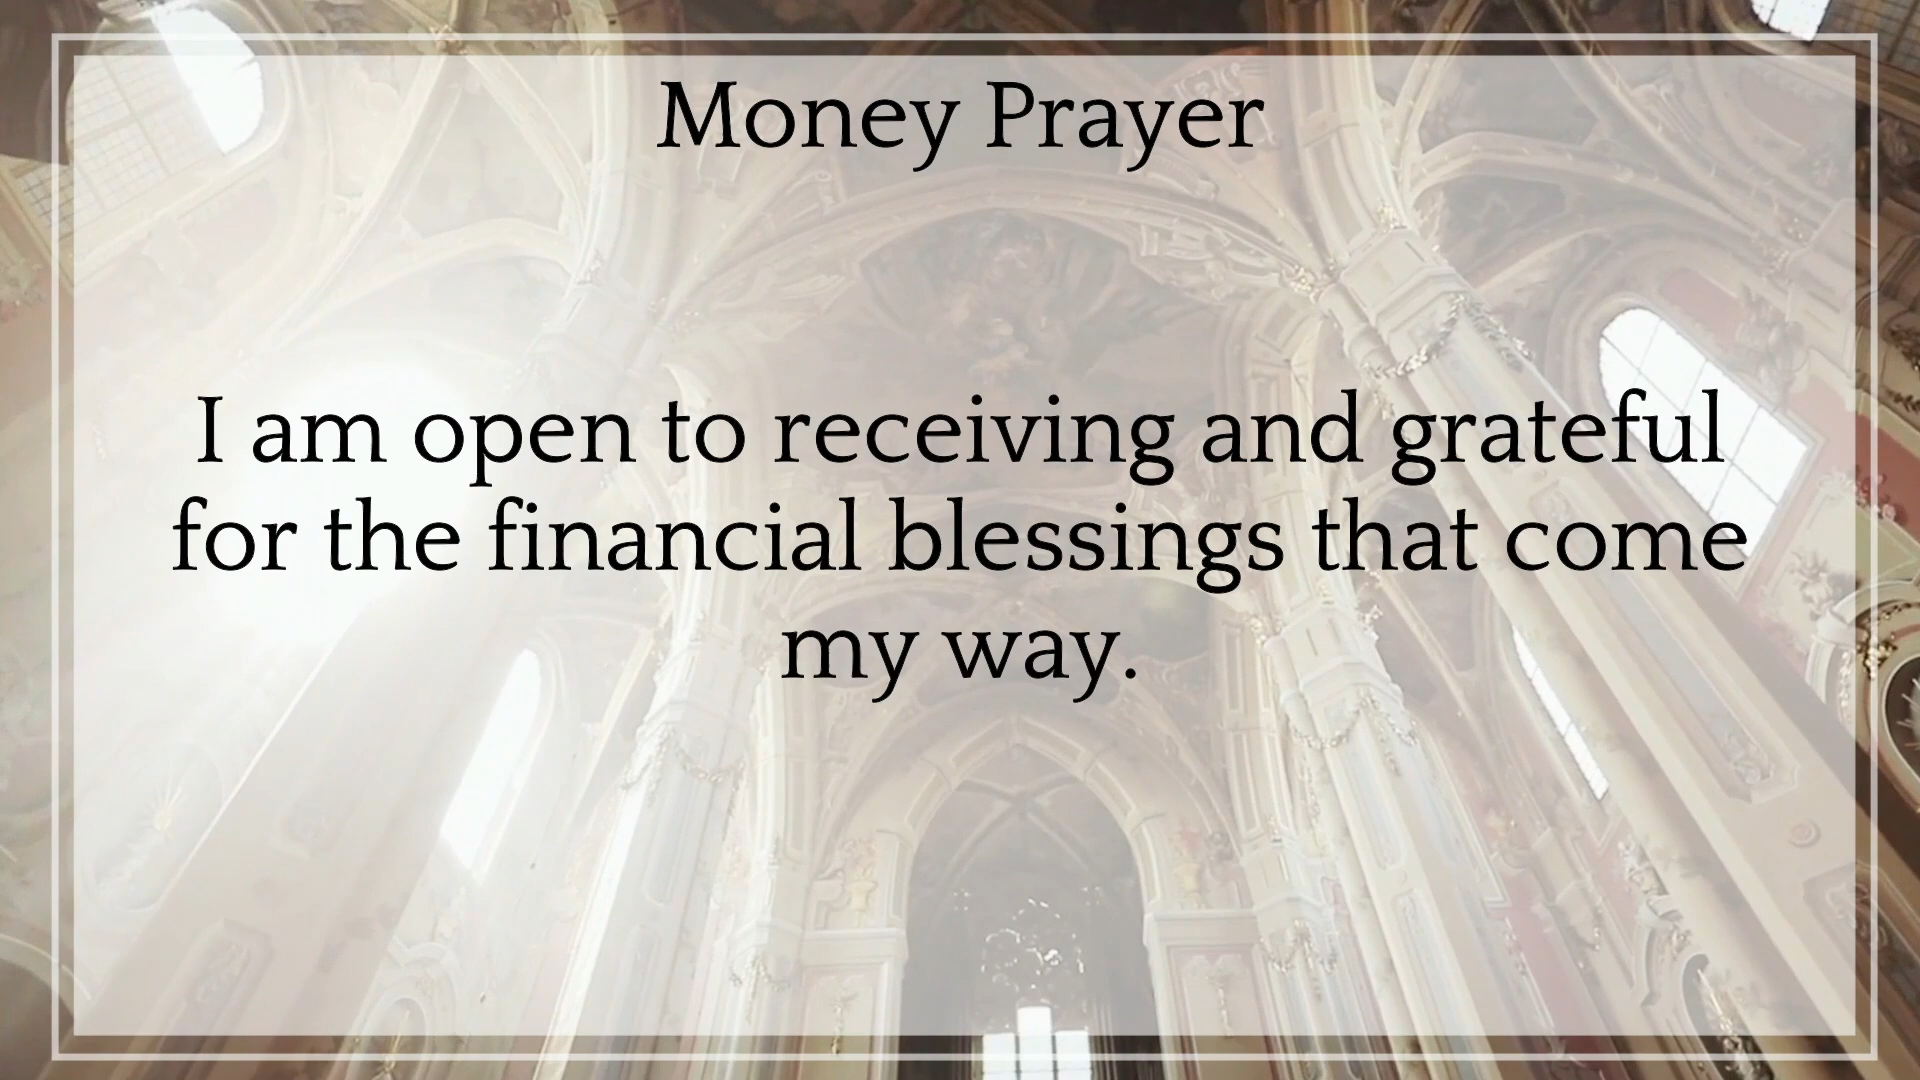 Money Prayer
I am open to receiving and grateful
for the financial blessings that come
my way.